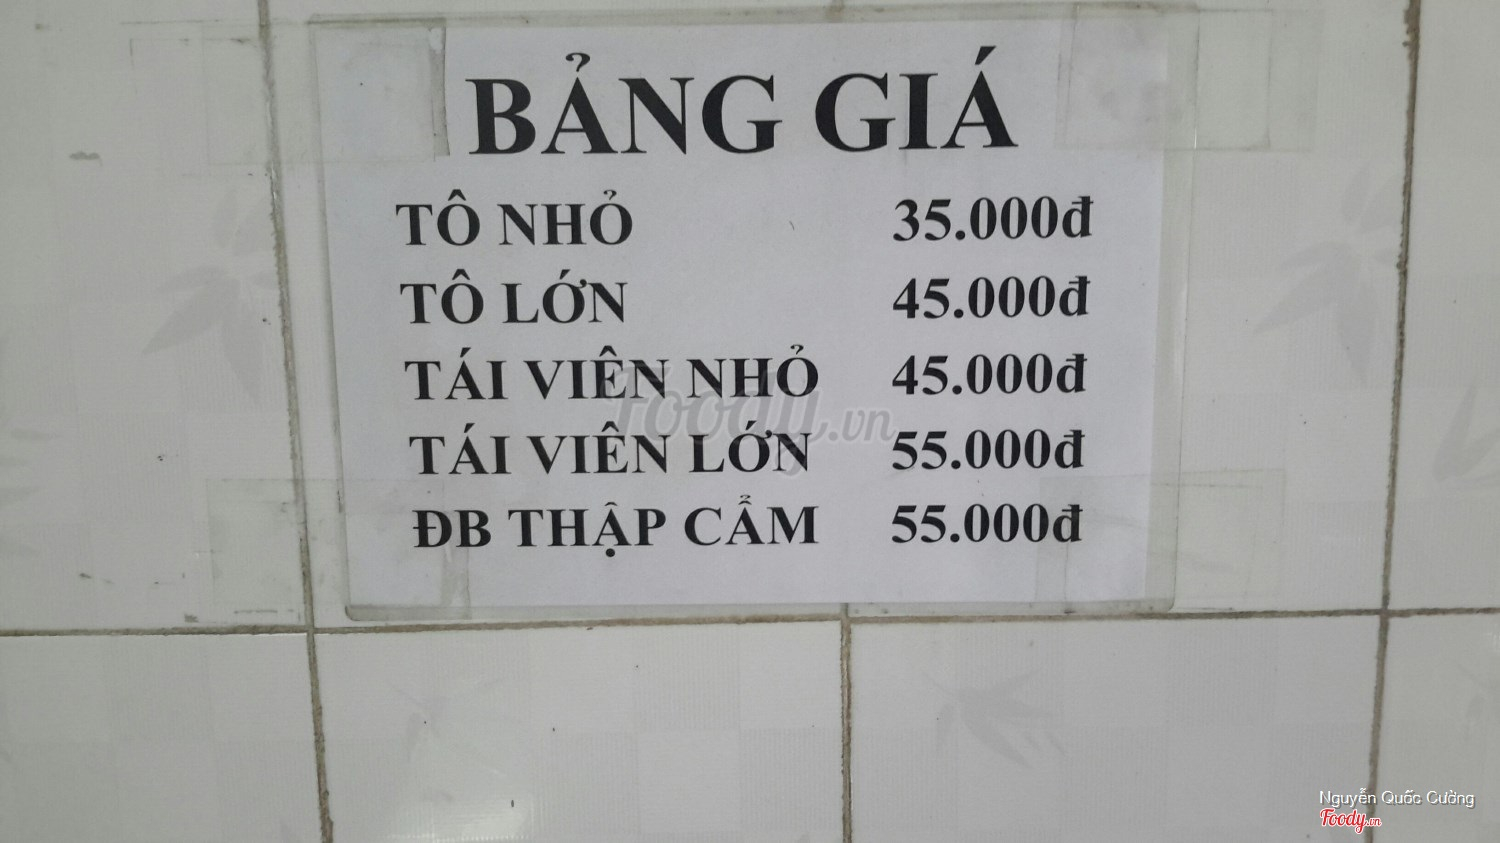 BẢNG GIÁ
TÔ NHỎ 35.000đ
TÔ LỚN 45.000đ
TÁI VIÊN NHỎ 45.000đ
TÁI VIÊN LỚN 55.000đ
ĐB THẬP CẨM 55.000đ
Foody.vn
Nguyễn Quốc Cường
Foody.vn